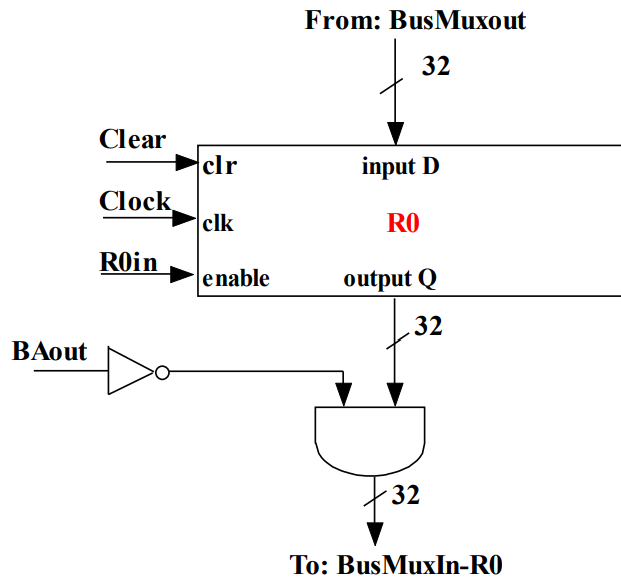 From: BusMuxout
32
Clear
clr
input D
Clock
clk
R0
R0in
enable
output Q
32
BAout
32
To: BusMuxIn-R0